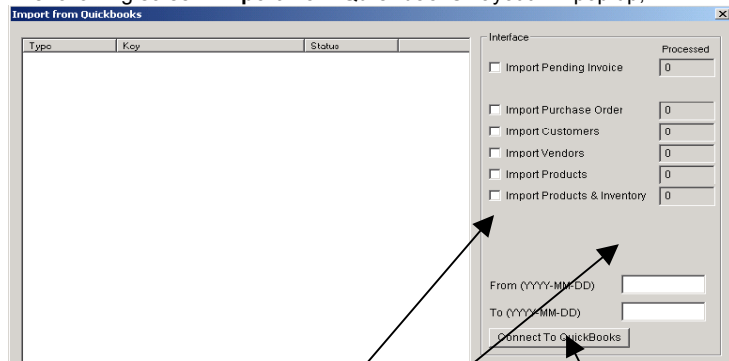 Import from Quickbooks
Type Key Status
Interface
Processed
Import Pending Invoice 0
Import Purchase Order 0
Import Customers 0
Import Vendors 0
Import Products 0
Import Products & Inventory 0
From (YYYY-MM-DD)
To (YYYY-MM-DD)
Connect To QuickBooks